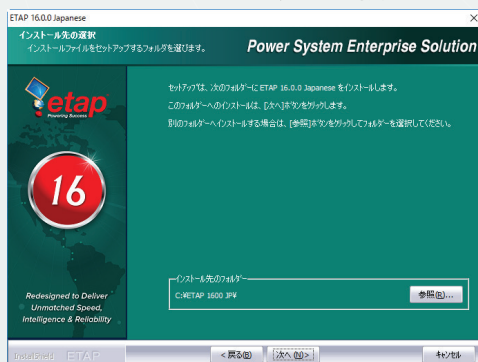 ETAP 16.0.0 Japanese
インストール先の選択
インストールファイルをセットアップするフォルダを選びます。
Power System Enterprise Solution
etap
Powering Success
セットアップは、次のフォルダーに ETAP 16.0.0 Japanese をインストールします。
このフォルダーへのインストールは、[次へ]ボタンをクリックします。
別のフォルダーへインストールする場合は、[参照]ボタンをクリックしてフォルダーを選択してください。
16
Redesigned to Deliver
Unmatched Speed,
Intelligence & Reliability
インストール先のフォルダー
C:¥ETAP 1600 JP¥
参照(R)...
InstallShield ETAP
< 戻る(B)
次へ (N)>
キャンセル